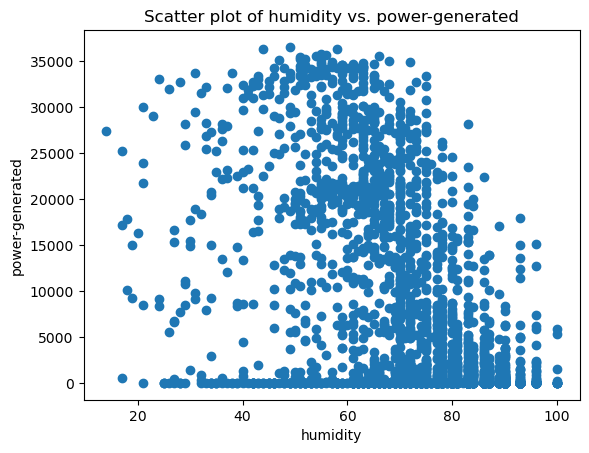 Scatter plot of humidity vs. power-generated
35000
30000
25000
20000
15000
10000
5000
0
power-generated
20 40 60 80 100
humidity